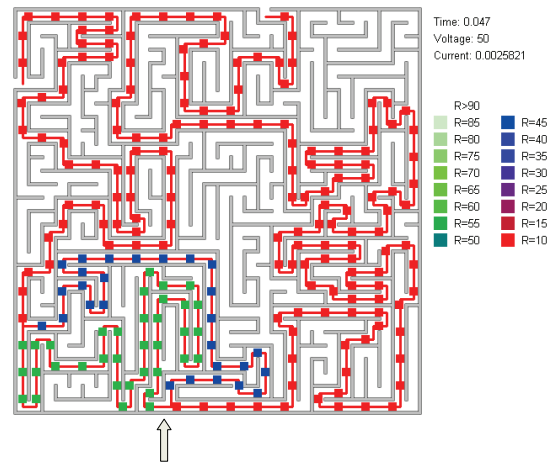 Time: 0.047
Voltage: 50
Current: 0.0025821
R>90
R=85 R=45
R=80 R=40
R=75 R=35
R=70 R=30
R=65 R=25
R=60 R=20
R=55 R=15
R=50 R=10